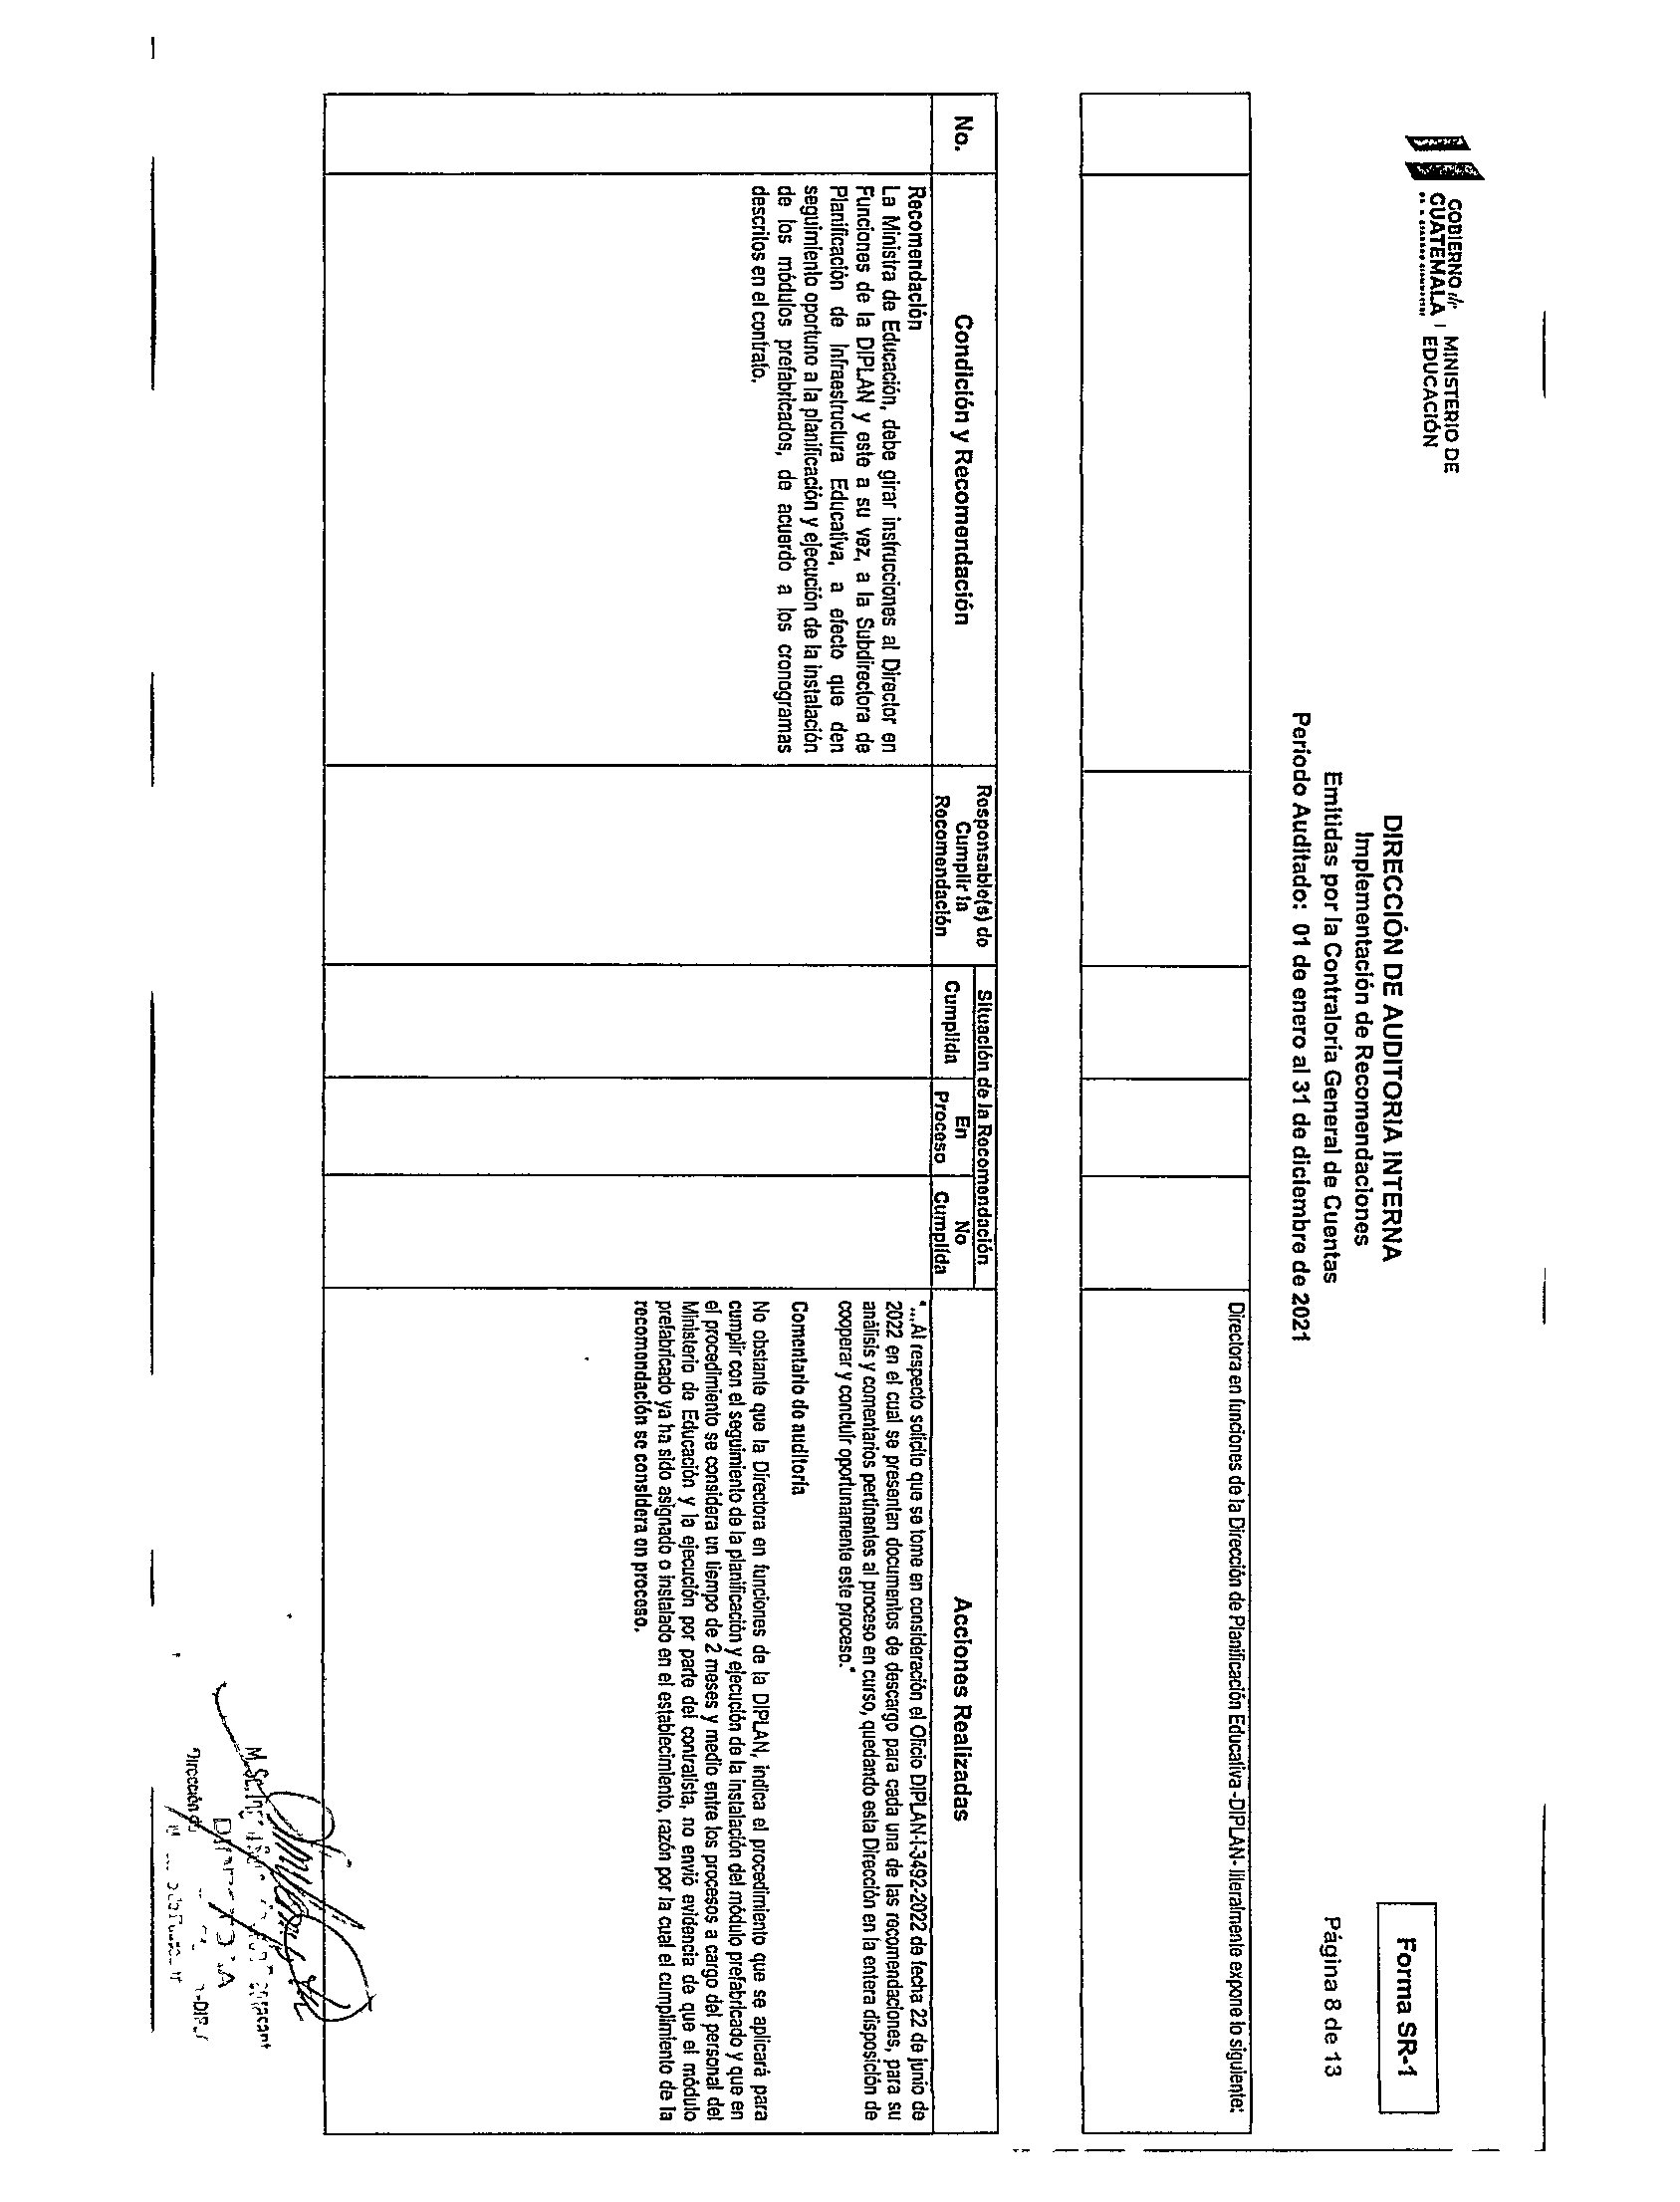 GOBIERNO de
GUATEMALA
MINISTERIO DE
EDUCACIÓN
DIRECCIÓN DE AUDITORIA INTERNA
Implementación de Recomendaciones
Emitidas por la Contraloría General de Cuentas
Periodo Auditado: 01 de enero al 31 de diciembre de 2021
Forma SR-1
Página 8 de 13
Directora en funciones de la Dirección de Planificación Educativa -DIPLAN- literalmente expone lo siguiente:
No.
Condición y Recomendación
Responsable(s) de
Cumplir la
Recomendación
Situación de la Recomendación
Cumplida
En
Proceso
No
Cumplida
Acciones Realizadas
Recomendación
La Ministra de Educación, debe girar instrucciones al Director en
Funciones de la DIPLAN y este a su vez, a la Subdirectora de
Planificación de Infraestructura Educativa, a efecto que den
seguimiento oportuno a la planificación y ejecución de la instalación
de los módulos prefabricados, de acuerdo a los cronogramas
descritos en el contrato.
"...Al respecto solicito que se tome en consideración el Oficio DIPLAN-I-3492-2022 de fecha 22 de junio de
2022 en el cual se presentan documentos de descargo para cada una de las recomendaciones, para su
análisis y comentarios pertinentes al proceso en curso, quedando esta Dirección en la entera disposición de
cooperar y concluir oportunamente este proceso."
Comentario de auditoría
No obstante que la Directora en funciones de la DIPLAN, indica el procedimiento que se aplicará para
cumplir con el seguimiento de la planificación y ejecución de la instalación del módulo prefabricado y que en
el procedimiento se considera un tiempo de 2 meses y medio entre los procesos a cargo del personal del
Ministerio de Educación y la ejecución por parte del contratista, no envió evidencia de que el módulo
prefabricado ya ha sido asignado o instalado en el establecimiento, razón por la cual el cumplimiento de la
recomendación se considera en proceso.